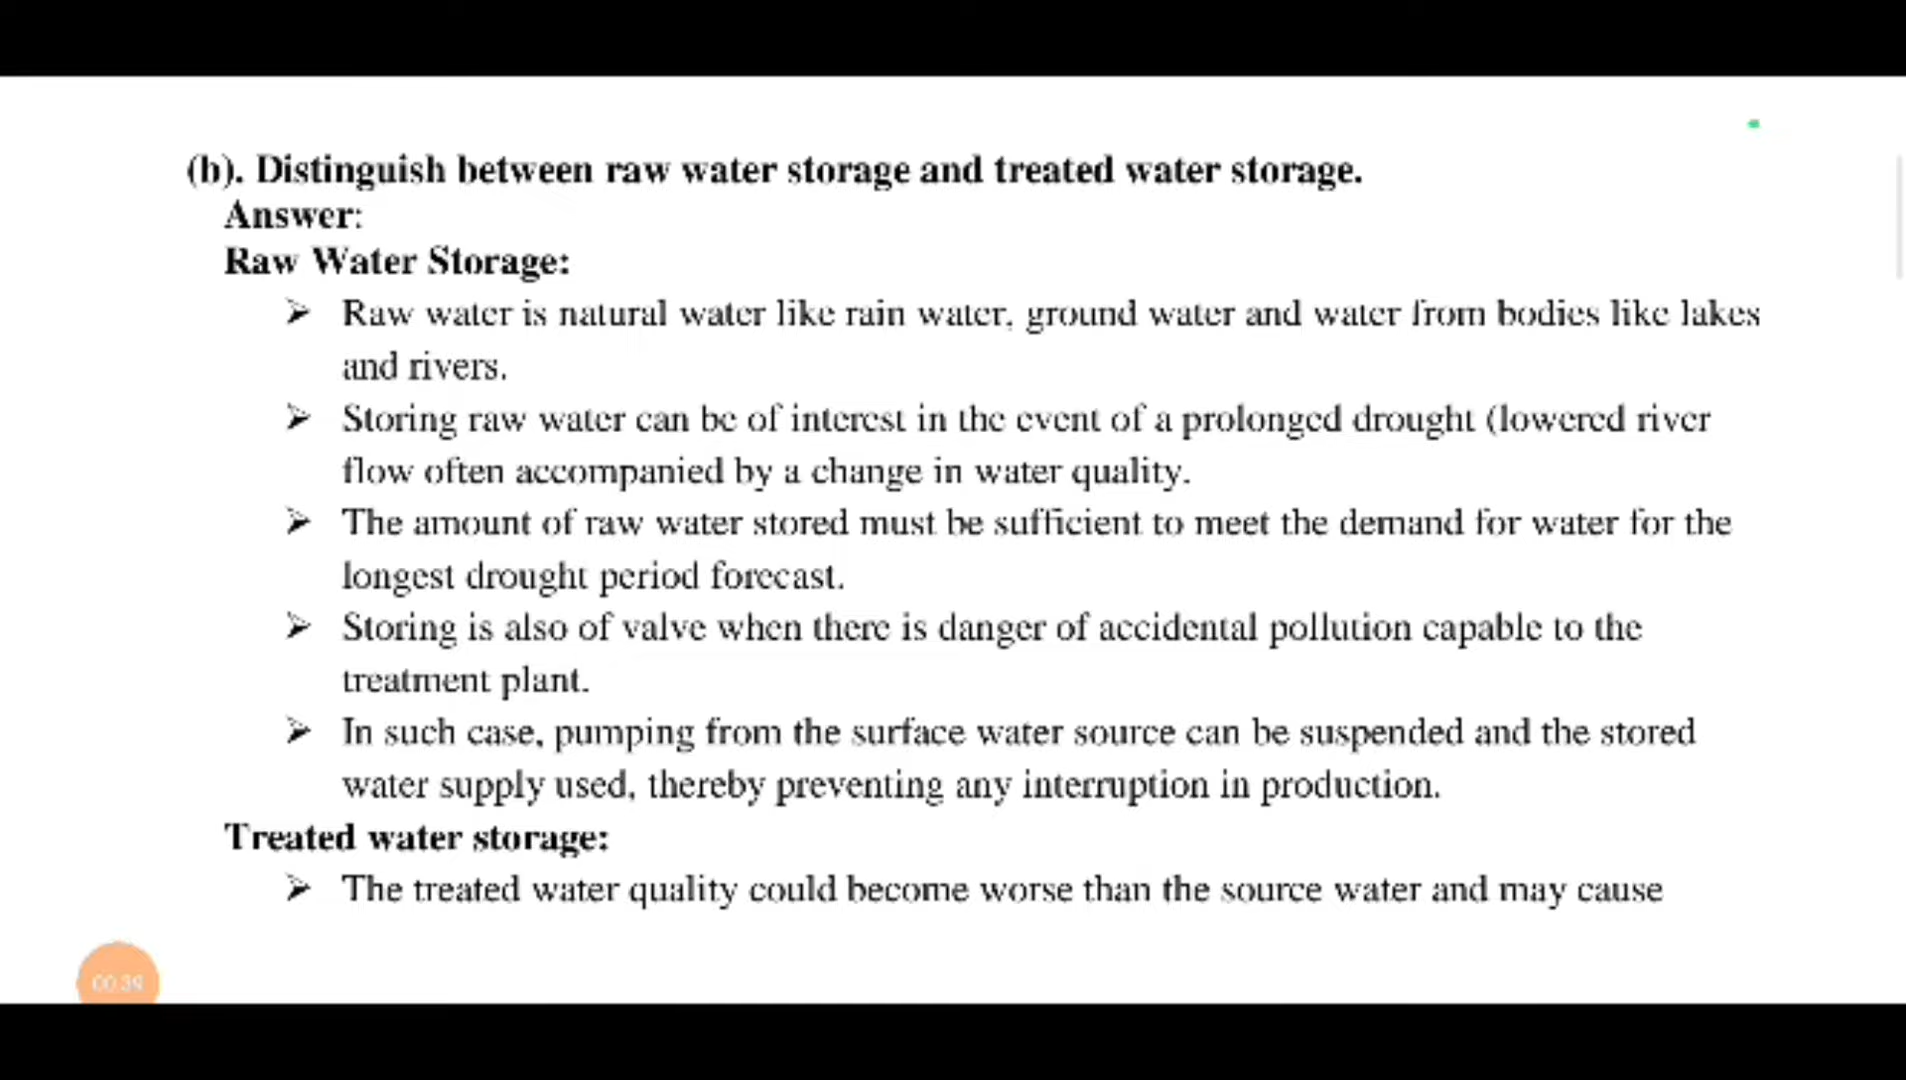 (b). Distinguish between raw water storage and treated water storage.
Answer:
Raw Water Storage:
➢ Raw water is natural water like rain water, ground water and water from bodies like lakes
and rivers.
➢ Storing raw water can be of interest in the event of a prolonged drought (lowered river
flow often accompanied by a change in water quality.
➢ The amount of raw water stored must be sufficient to meet the demand for water for the
longest drought period forecast.
➢ Storing is also of valve when there is danger of accidental pollution capable to the
treatment plant.
➢ In such case, pumping from the surface water source can be suspended and the stored
water supply used, thereby preventing any interruption in production.
Treated water storage:
➢ The treated water quality could become worse than the source water and may cause
00:39